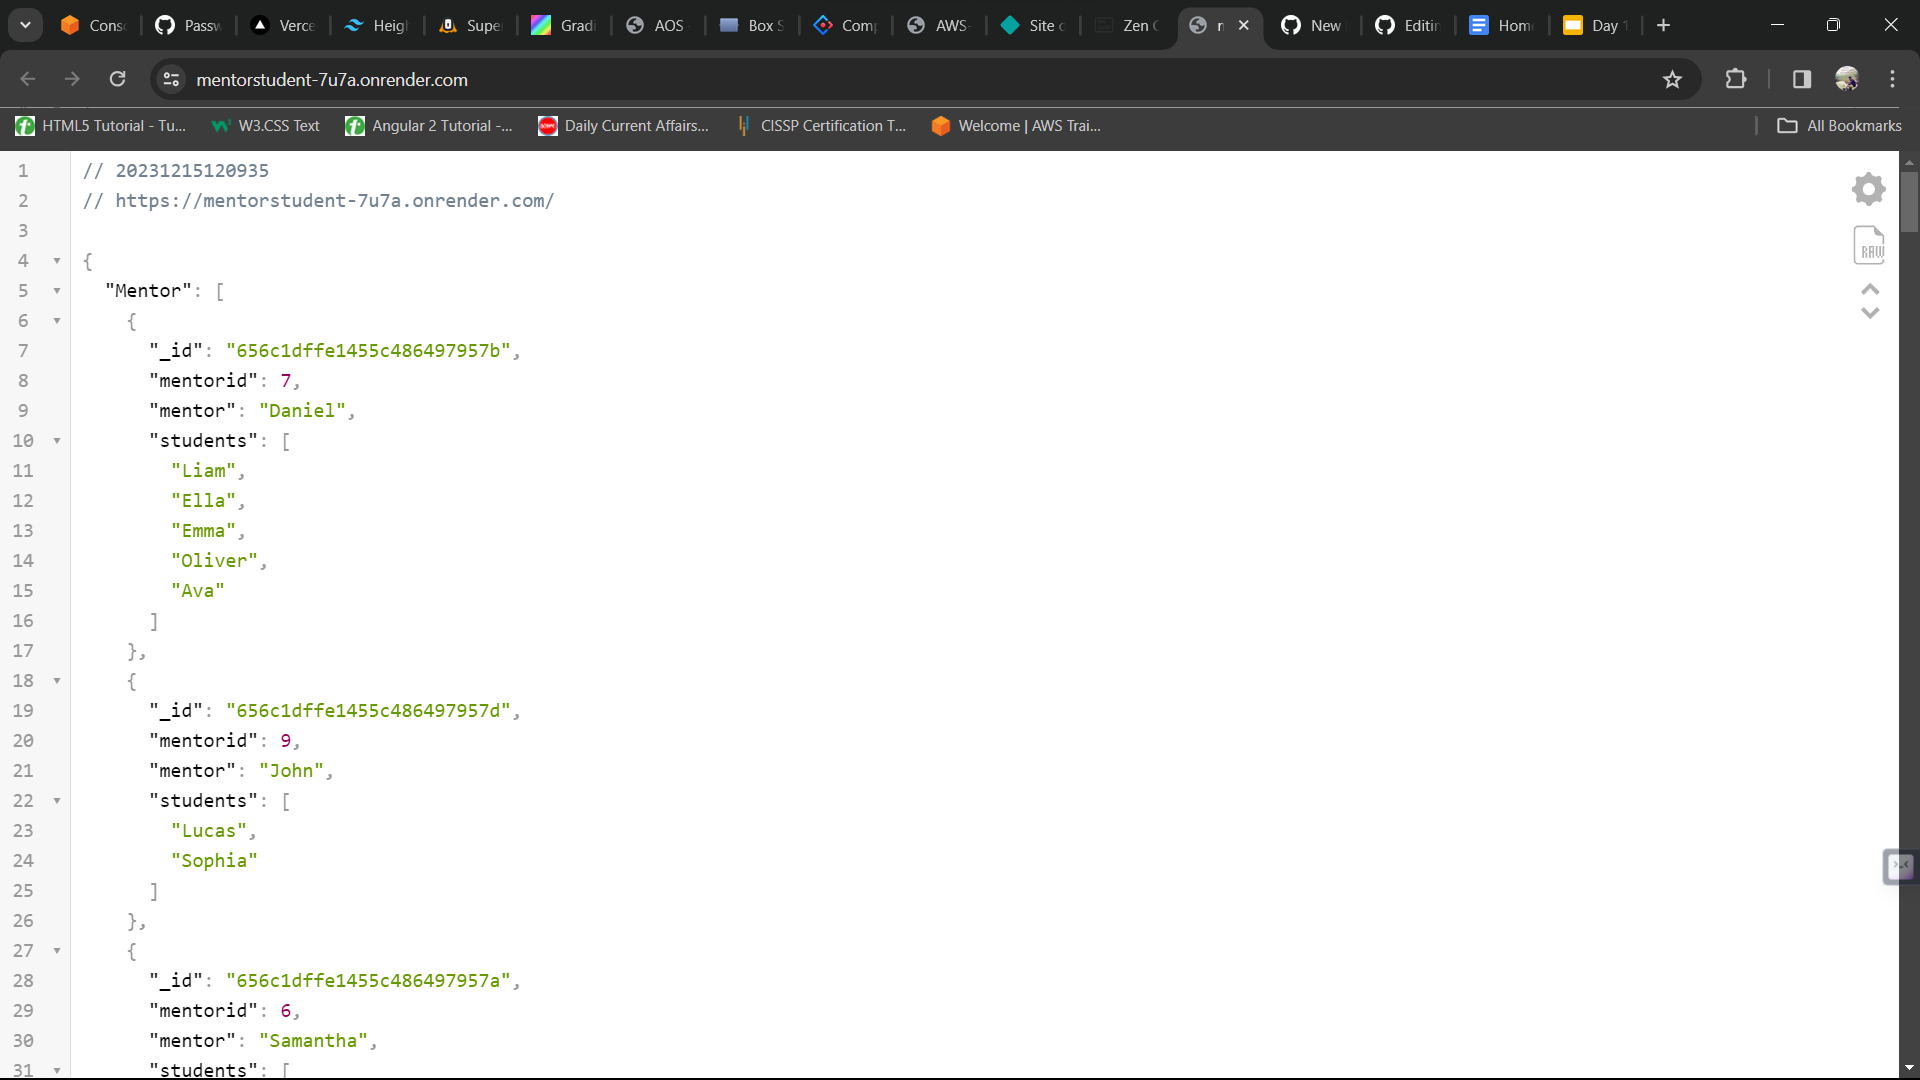 Cons
Passw
Verce
Heigh
Supe
Gradi
AOS
Box S
Comp
AWS-
Site c
Zen C
New
Editin
Home
Day 1
mentorstudent-7u7a.onrender.com
HTML5 Tutorial - Tu...
W3.CSS Text
Angular 2 Tutorial -...
Daily Current Affairs...
CISSP Certification T...
Welcome | AWS Trai...
All Bookmarks
1 // 20231215120935
2 // https://mentorstudent-7u7a.onrender.com/
3
4 {
5 "Mentor": [
6 {
7 "_id": "656c1dffe1455c486497957b",
8 "mentorid": 7,
9 "mentor": "Daniel",
10 "students": [
11 "Liam",
12 "Ella",
13 "Emma",
14 "Oliver",
15 "Ava"
16 ]
17 },
18 {
19 "_id": "656c1dffe1455c486497957d",
20 "mentorid": 9,
21 "mentor": "John",
22 "students": [
23 "Lucas",
24 "Sophia"
25 ]
26 },
27 {
28 "_id": "656c1dffe1455c486497957a",
29 "mentorid": 6,
30 "mentor": "Samantha",
31 "students": [
RAW